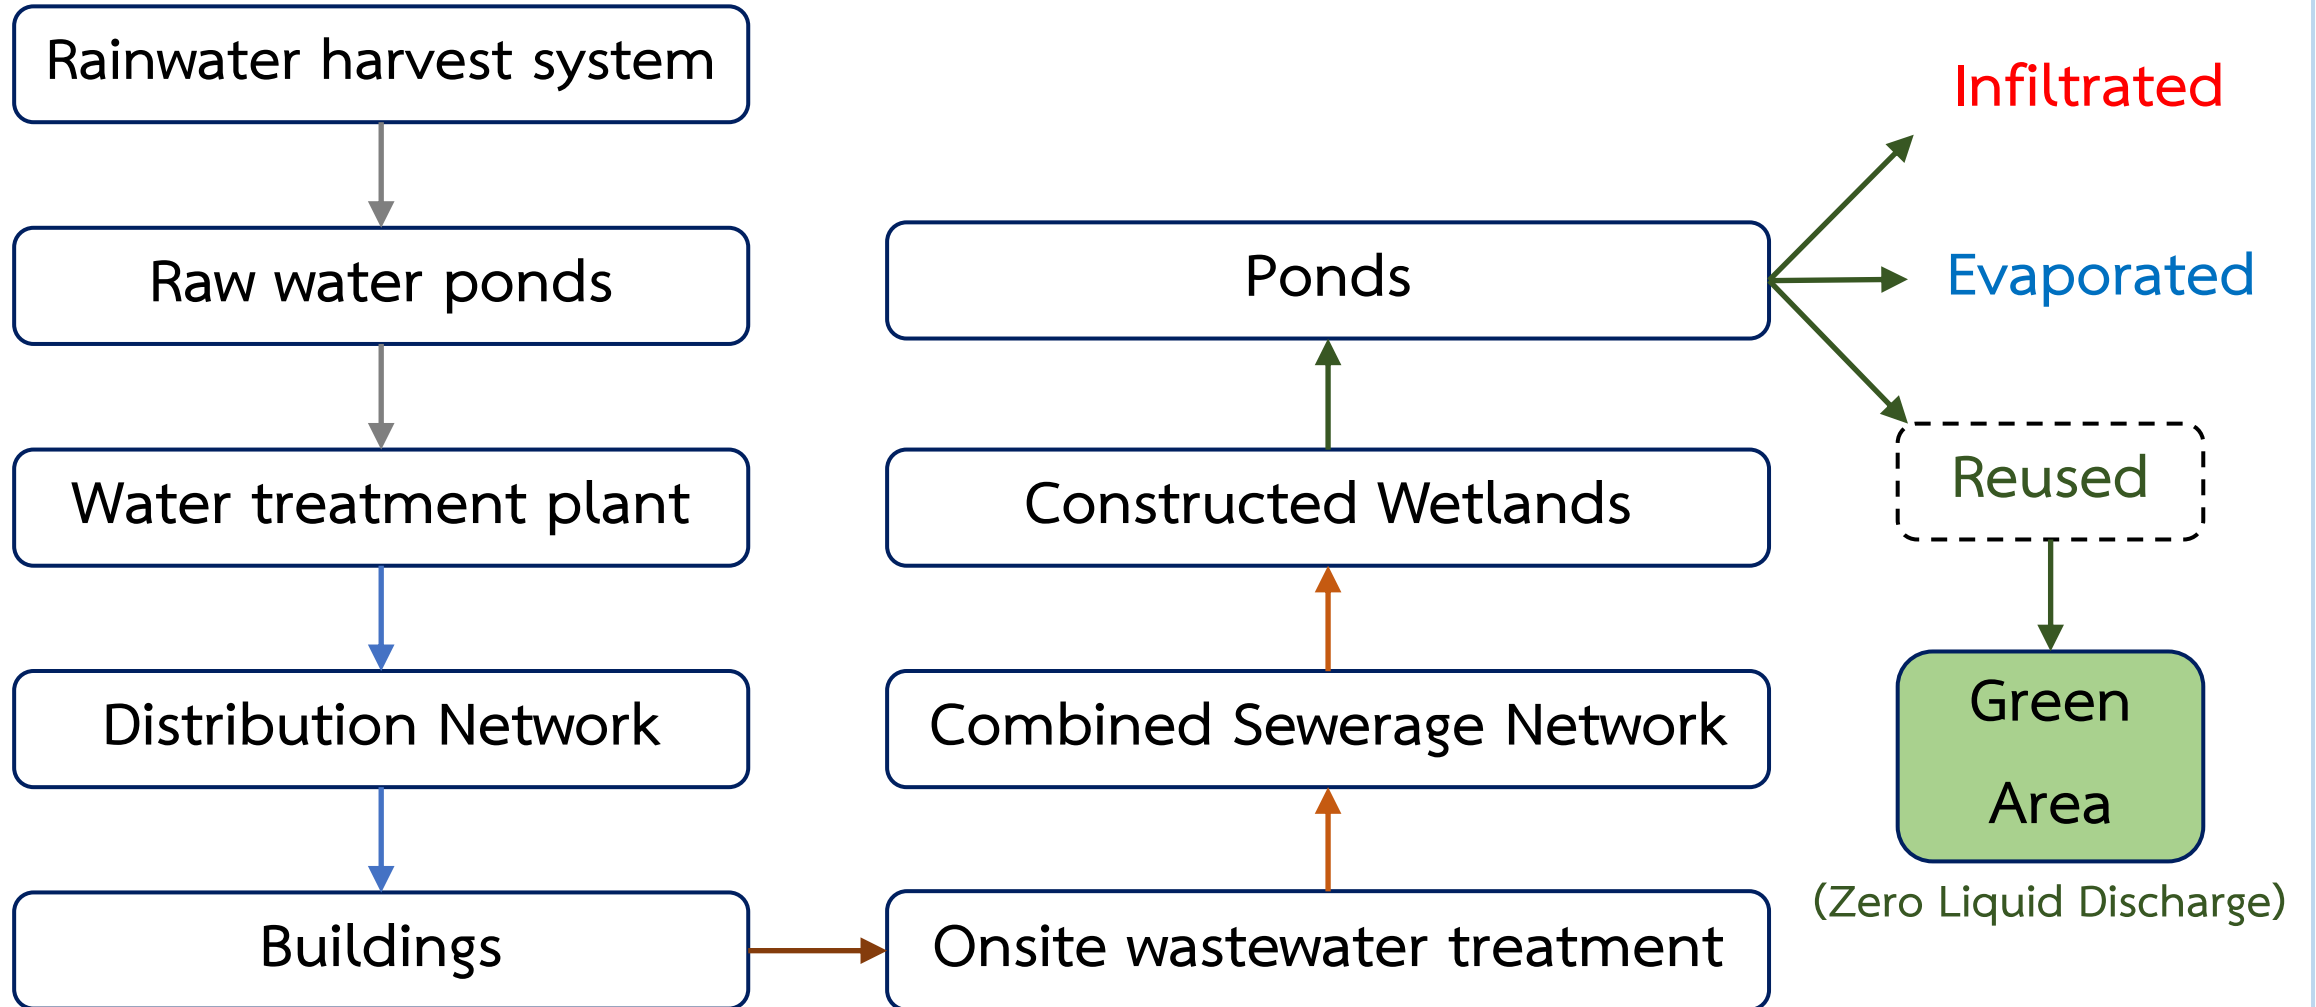 Rainwater harvest system
Raw water ponds
Water treatment plant
Distribution Network
Buildings
Onsite wastewater treatment
Combined Sewerage Network
Constructed Wetlands
Ponds
Infiltrated
Evaporated
Reused
Green
Area
(Zero Liquid Discharge)